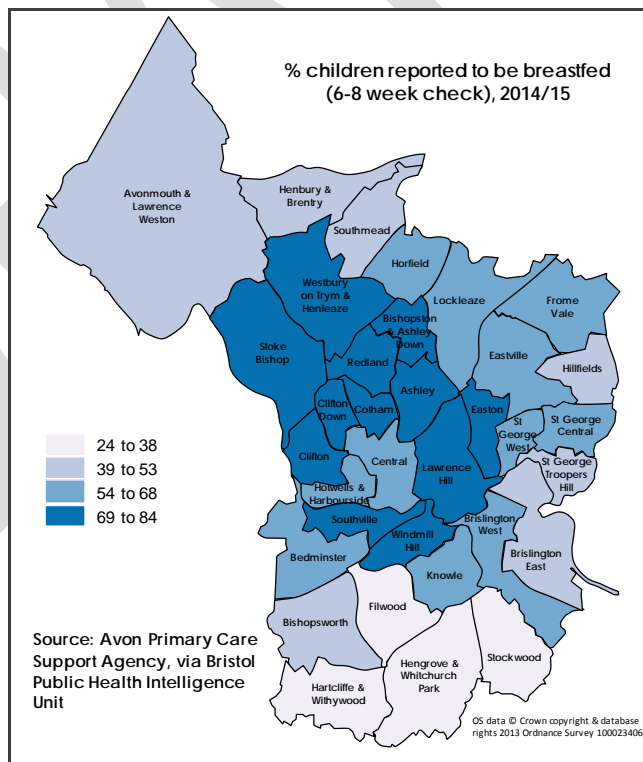 % children reported to be breastfed
(6-8 week check), 2014/15
Avonmouth &
Lawrence
Weston
Henbury &
Brentry
Southmead
Horfield
Westbury
on Trym &
Henleaze
Lockleaze
Frome
Vale
Bishopston
& Ashley
Down
Stoke
Bishop
Redland
Eastville
Hillfields
Ashley
Clifton
Down
Cotham
Easton
St
George
West
St George
Central
24 to 38
39 to 53
54 to 68
69 to 84
Clifton
Central
Lawrence
Hill
St George
Troopers
Hill
Hotwells &
Harbourside
Southville
Windmill
Hill
Brislington
West
Brislington
East
Bedminster
Knowle
Filwood
Bishopsworth
Stockwood
Hengrove &
Whitchurch
Park
Hartcliffe &
Withywood
Source: Avon Primary Care
Support Agency, via Bristol
Public Health Intelligence
Unit
OS data © Crown copyright & database
rights 2013 Ordnance Survey 100023406